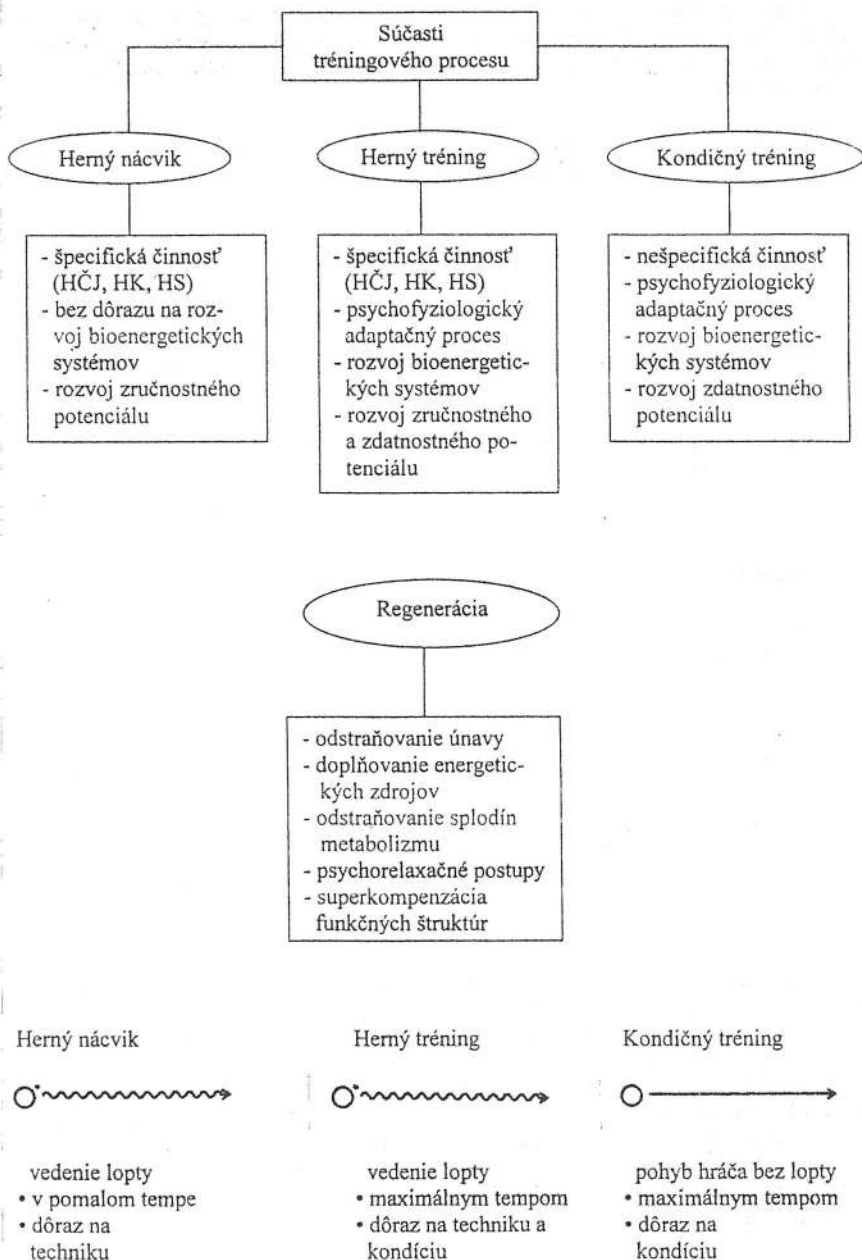 Súčasti
tréningového procesu
Herný nácvik
Herný tréning
Kondičný tréning
- špecifická činnosť
(HČJ, HK, HS)
- bez dôrazu na roz-
voj bioenergetických
systémov
- rozvoj zručnostného
potenciálu
- špecifická činnosť
(HČJ, HK, HS)
- psychofyziologický
adaptačný proces
- rozvoj bioenergetic-
kých systémov
- rozvoj zručnostného
a zdatnostného po-
tenciálu
- nešpecifická činnosť
- psychofyziologický
adaptačný proces
- rozvoj bioenergetic-
kých systémov
- rozvoj zdatnostného
potenciálu
Regenerácia
- odstraňovanie únavy
- doplňovanie energetic-
kých zdrojov
- odstraňovanie splodín
metabolizmu
- psychorelaxačné postupy
- superkompenzácia
funkčných štruktúr
Herný nácvik
Herný tréning
Kondičný tréning
vedenie lopty
• v pomalom tempe
• dôraz na
techniku
vedenie lopty
• maximálnym tempom
• dôraz na techniku a
kondíciu
pohyb hráča bez lopty
• maximálnym tempom
• dôraz na
kondíciu